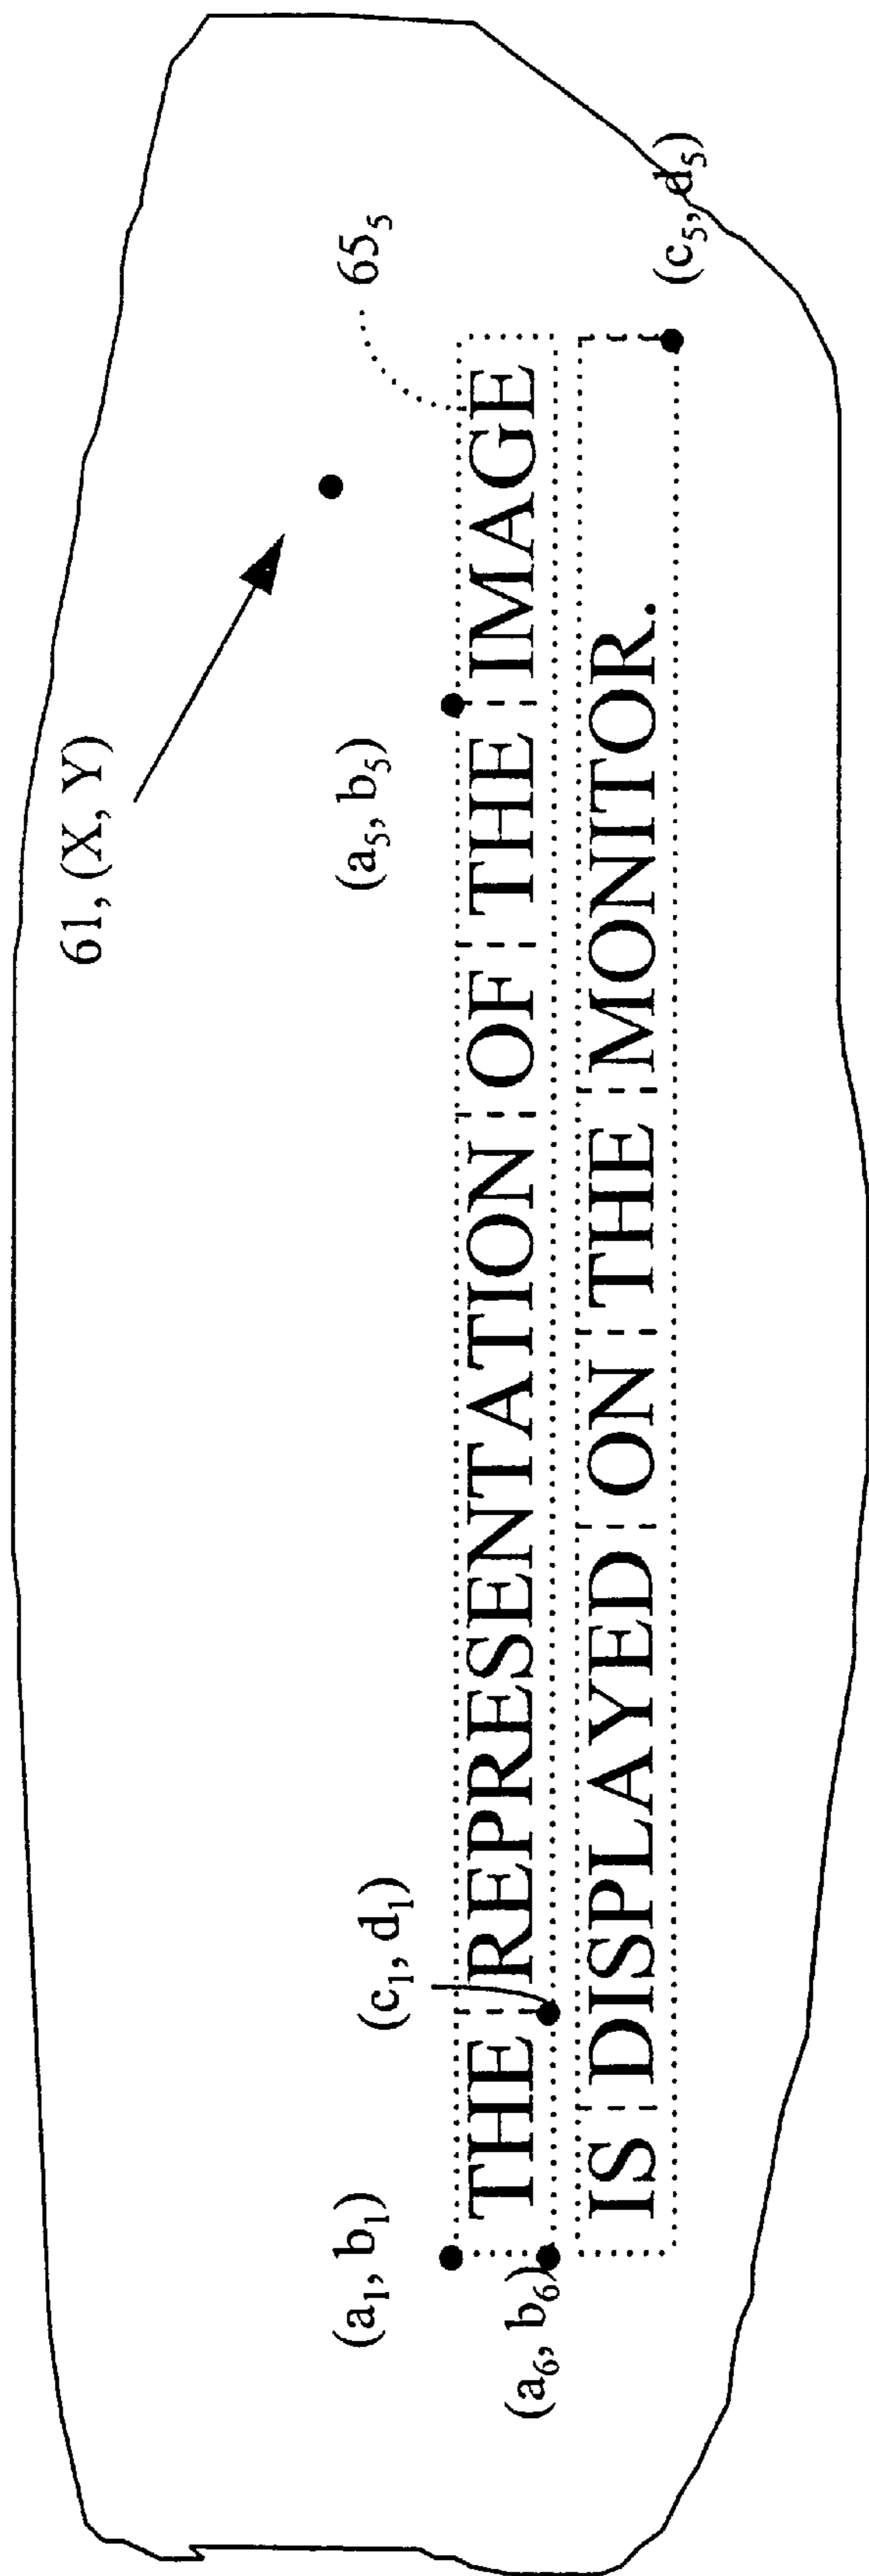 61, (X, Y)
(a₁, b₁)
(c₁, d₁)
(a₅, b₅)
65₅
THE REPRESENTATION OF THE IMAGE
(a₆, b₆)
IS DISPLAYED ON THE MONITOR.
(c₅, d₅)